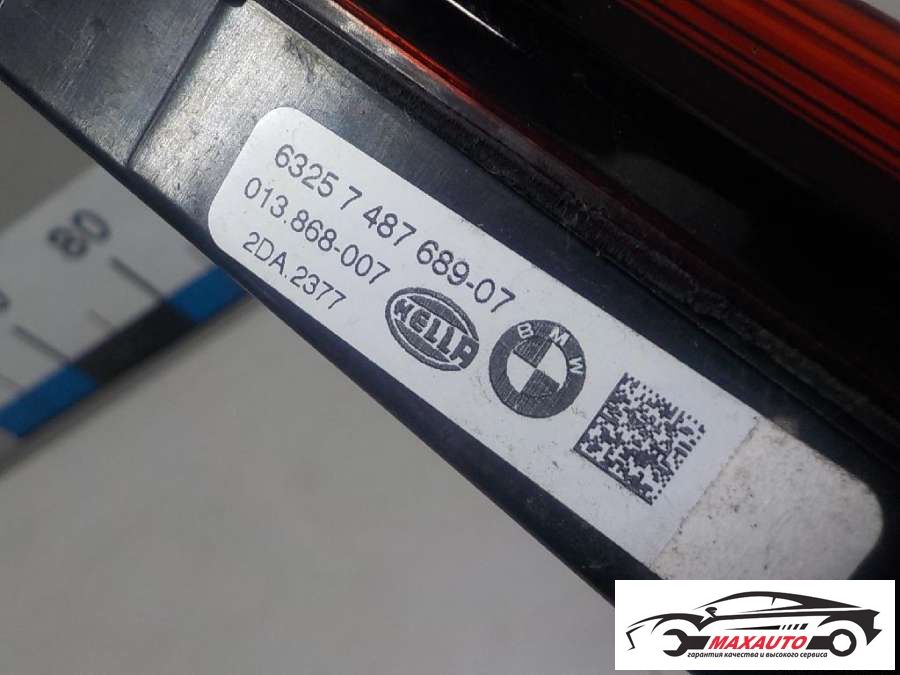 80
6325 7 487 689-07
013.868-007
2DA.2377
HELLA
BMW
MAXAUTO
гарантия качества и высокого сервиса